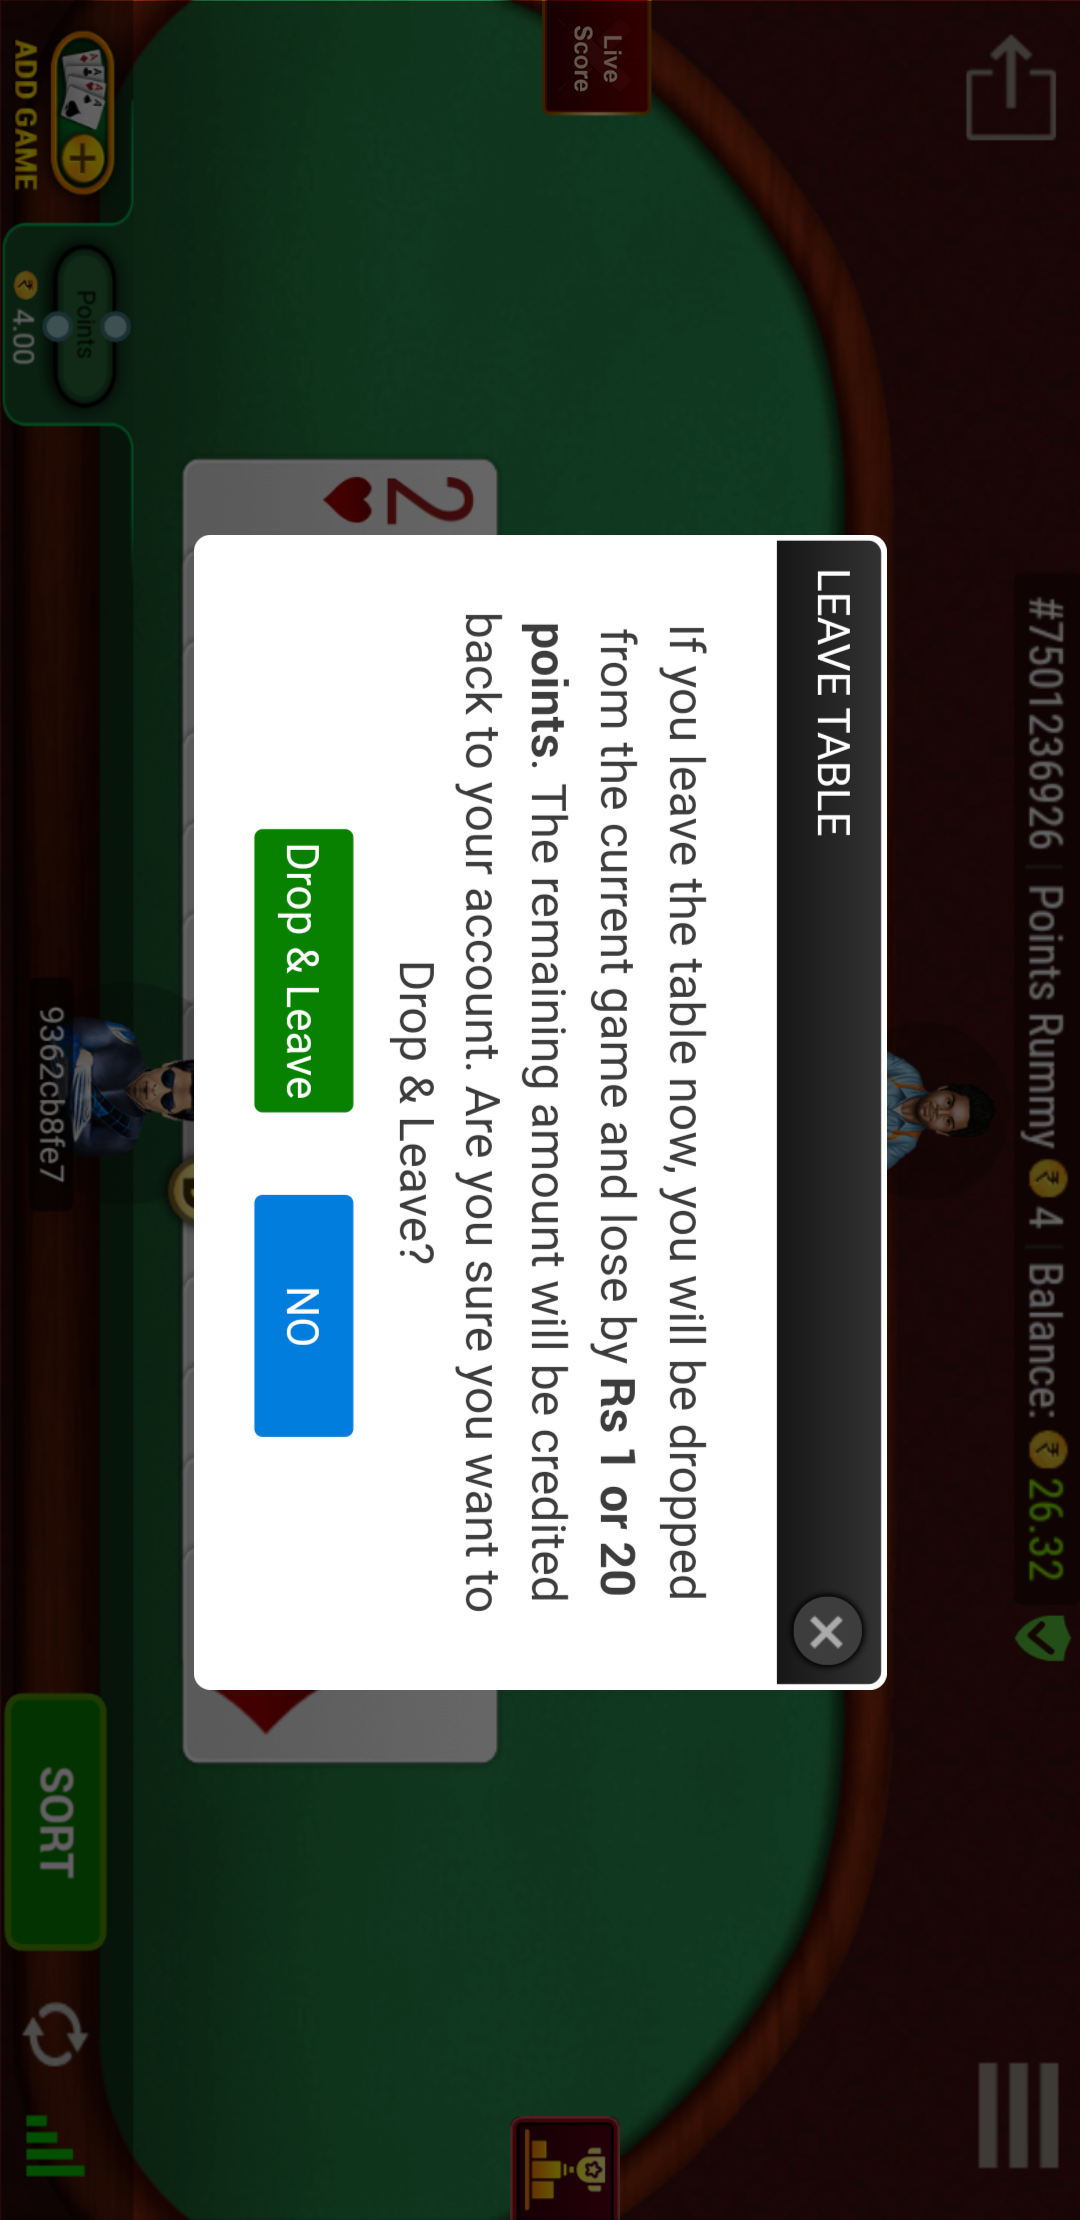 #7501236926 | Points Rummy ₹ 4 | Balance: ₹ 26.32
Live
Score
LEAVE TABLE
If you leave the table now, you will be dropped
from the current game and lose by Rs 1 or 20
points. The remaining amount will be credited
back to your account. Are you sure you want to
Drop & Leave?
Drop & Leave
NO
2
9362cb8fe7
Points
₹ 4.00
ADD GAME
SORT